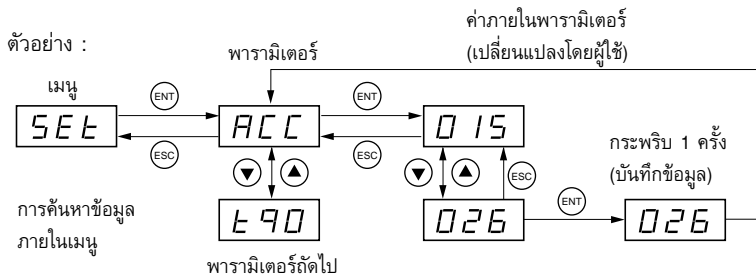 ค่าภายในพารามิเตอร์
(เปลี่ยนแปลงโดยผู้ใช้)
ตัวอย่าง :
พารามิเตอร์
เมนู
ENT
ENT
SEt
ACC
015
ESC
ESC
กระพริบ 1 ครั้ง
(บันทึกข้อมูล)
ESC
ENT
การค้นหาข้อมูล
ภายในเมนู
t90
026
026
พารามิเตอร์ถัดไป